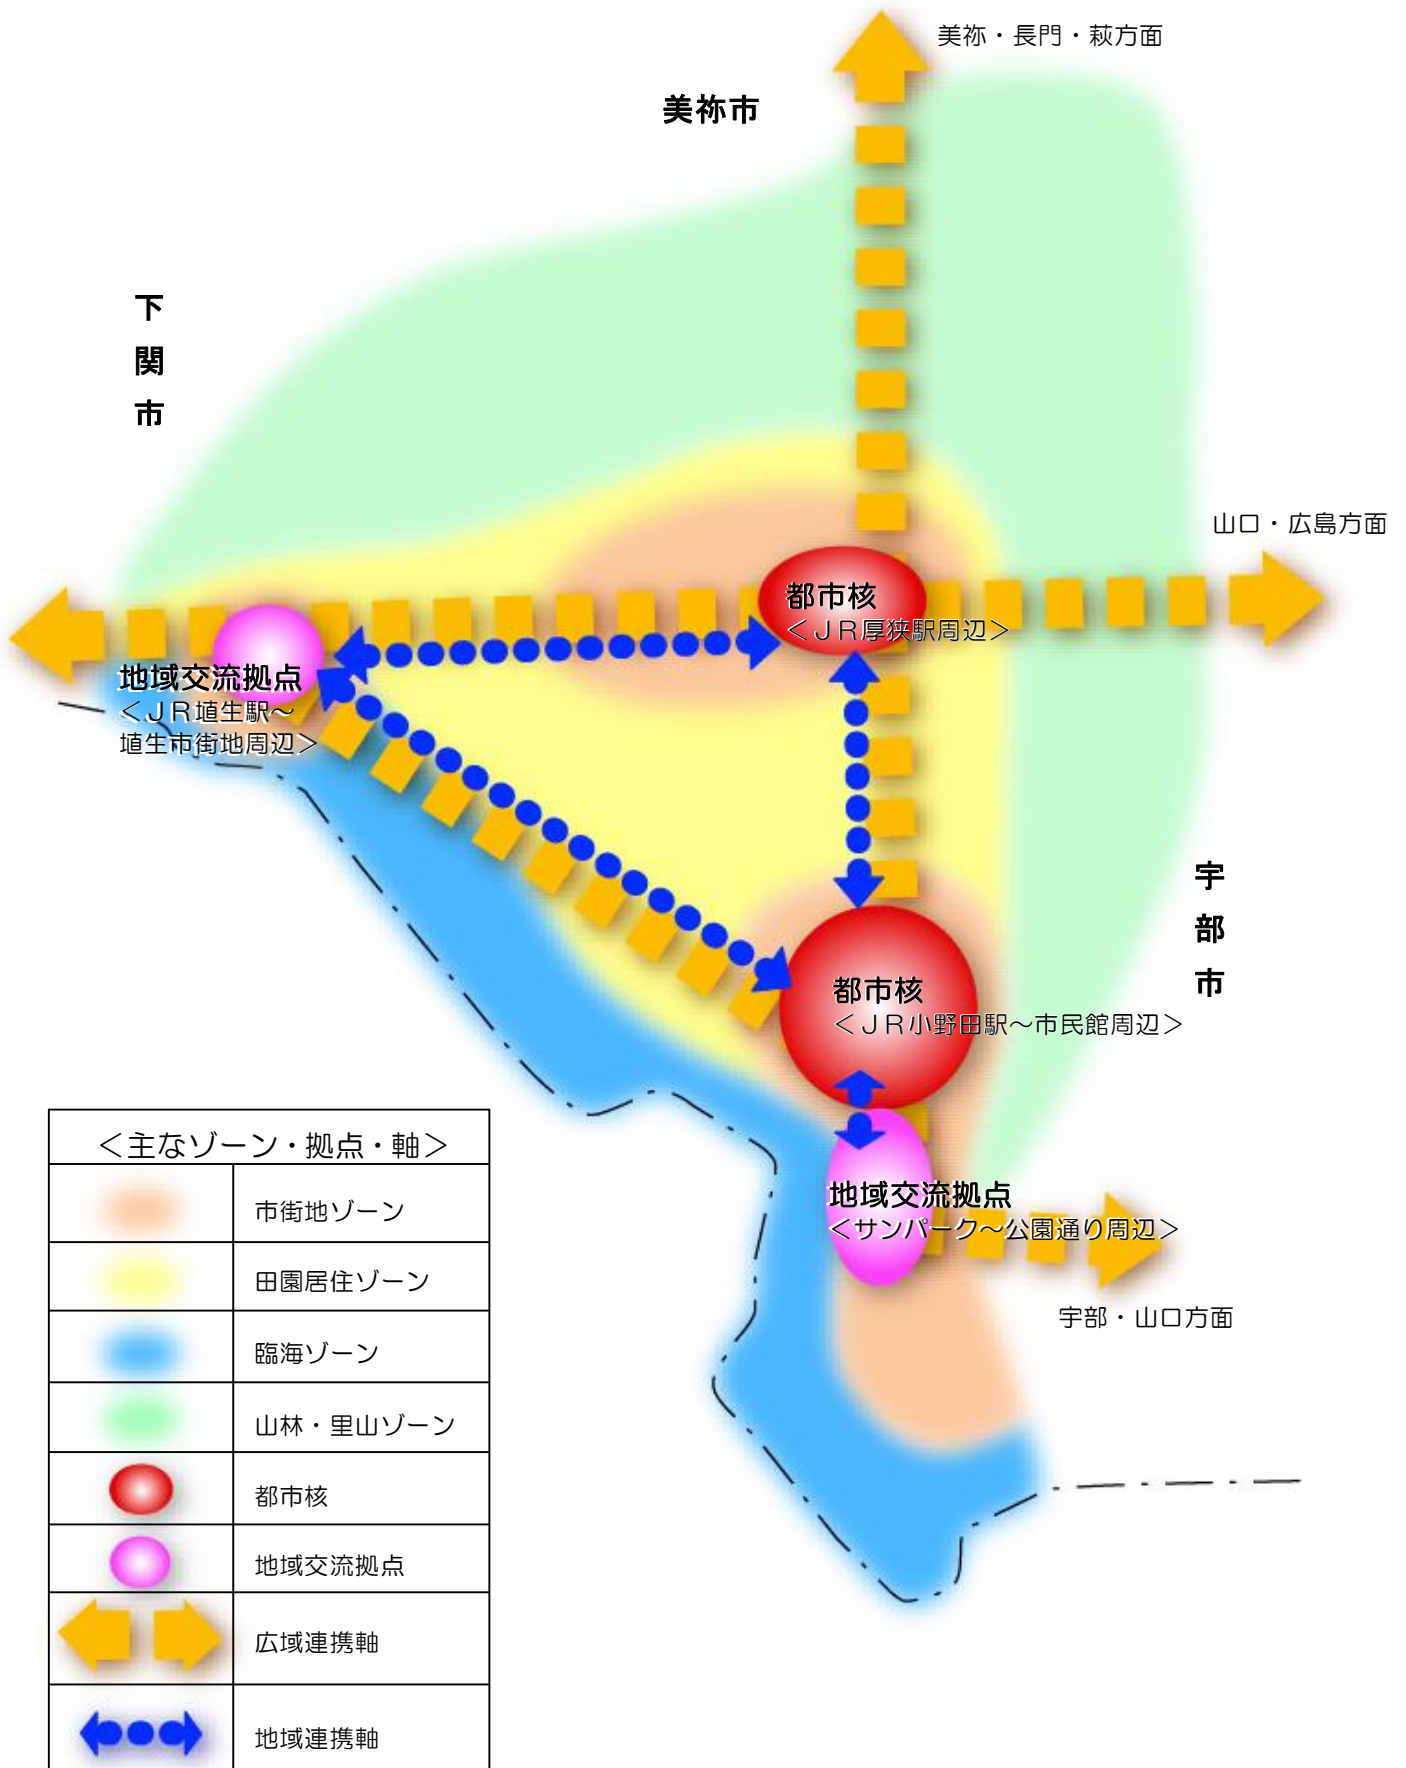 美祢・長門・萩方面
美祢市
下関市
山口・広島方面
都市核
＜ＪＲ厚狭駅周辺＞
地域交流拠点
＜ＪＲ埴生駅～
埴生市街地周辺＞
宇部市
都市核
＜ＪＲ小野田駅～市民館周辺＞
地域交流拠点
＜サンパーク～公園通り周辺＞
宇部・山口方面
＜主なゾーン・拠点・軸＞
市街地ゾーン
田園居住ゾーン
臨海ゾーン
山林・里山ゾーン
都市核
地域交流拠点
広域連携軸
地域連携軸